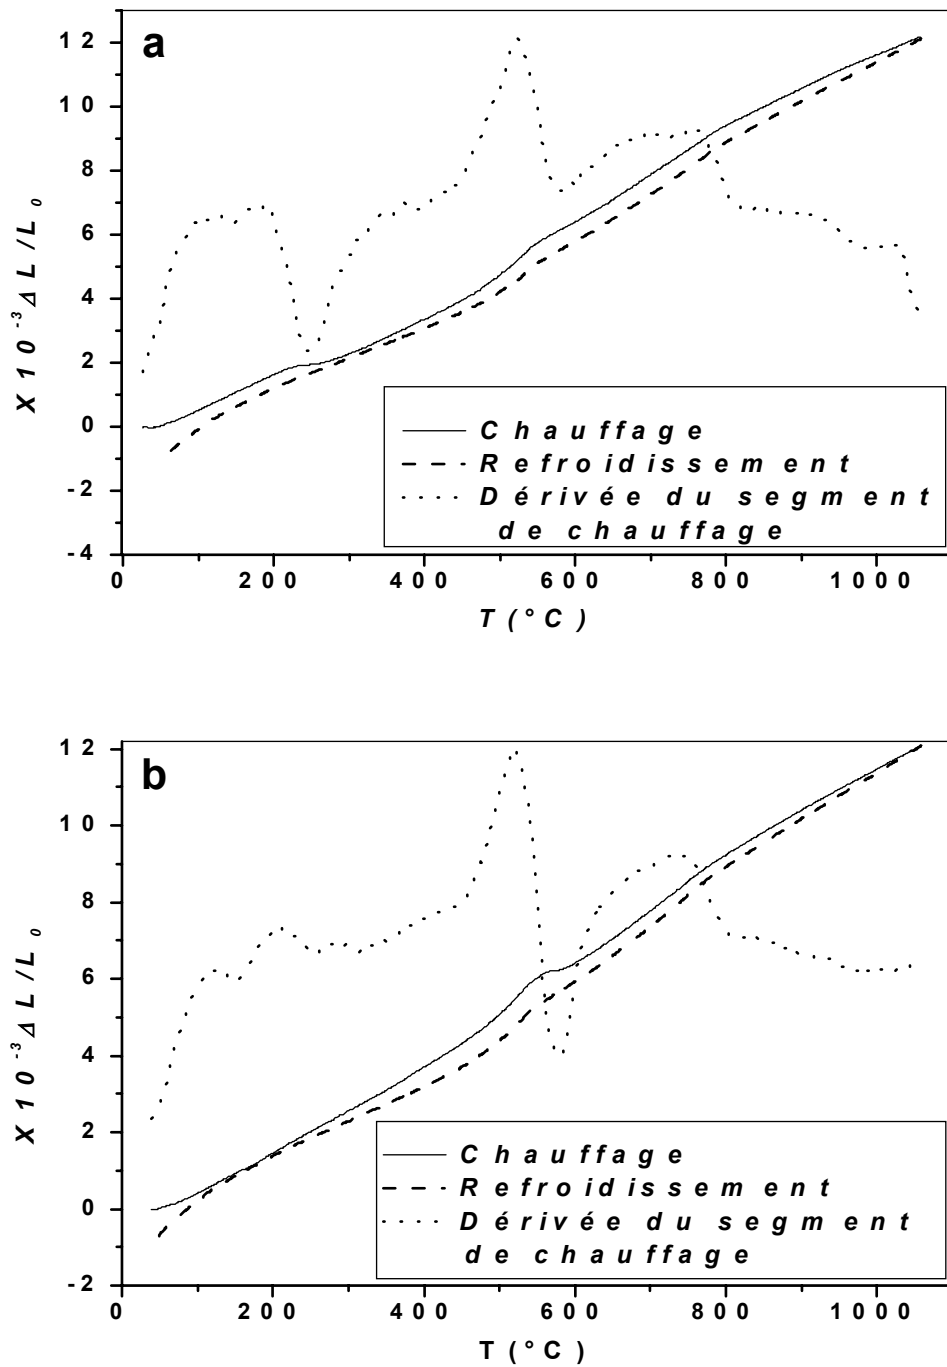 a
12
10
8
6
4
2
0
-2
-4
X 10⁻³ Δ L / L₀
Chauffage
Refroidissement
Dérivée du segment
de chauffage
0 200 400 600 800 1000
T (°C)
b
12
10
8
6
4
2
0
-2
X 10⁻³ Δ L / L₀
Chauffage
Refroidissement
Dérivée du segment
de chauffage
0 200 400 600 800 1000
T (°C)